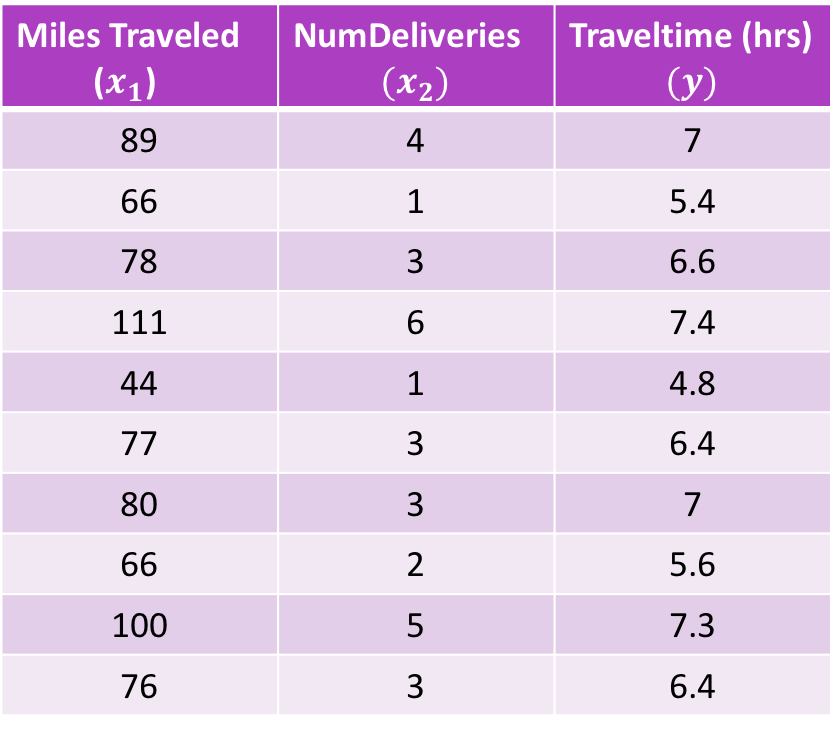 Miles Traveled NumDeliveries Traveltime (hrs)
(x₁) (x₂) (y)
89 4 7
66 1 5.4
78 3 6.6
111 6 7.4
44 1 4.8
77 3 6.4
80 3 7
66 2 5.6
100 5 7.3
76 3 6.4